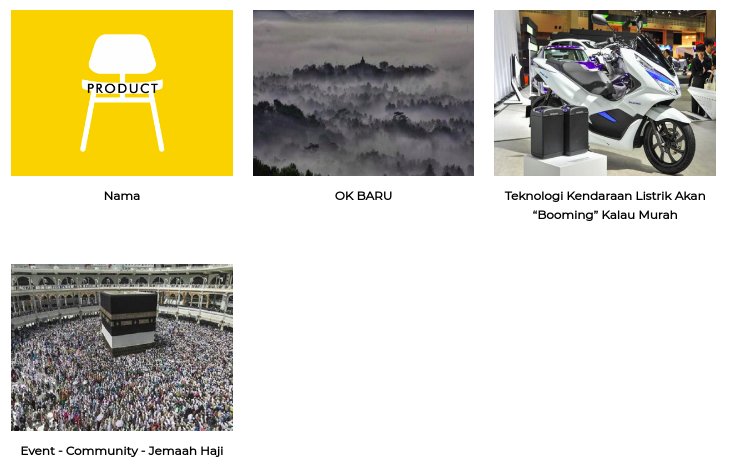 PRODUCT
Nama
OK BARU
Teknologi Kendaraan Listrik Akan
“Booming” Kalau Murah
Event - Community - Jemaah Haji